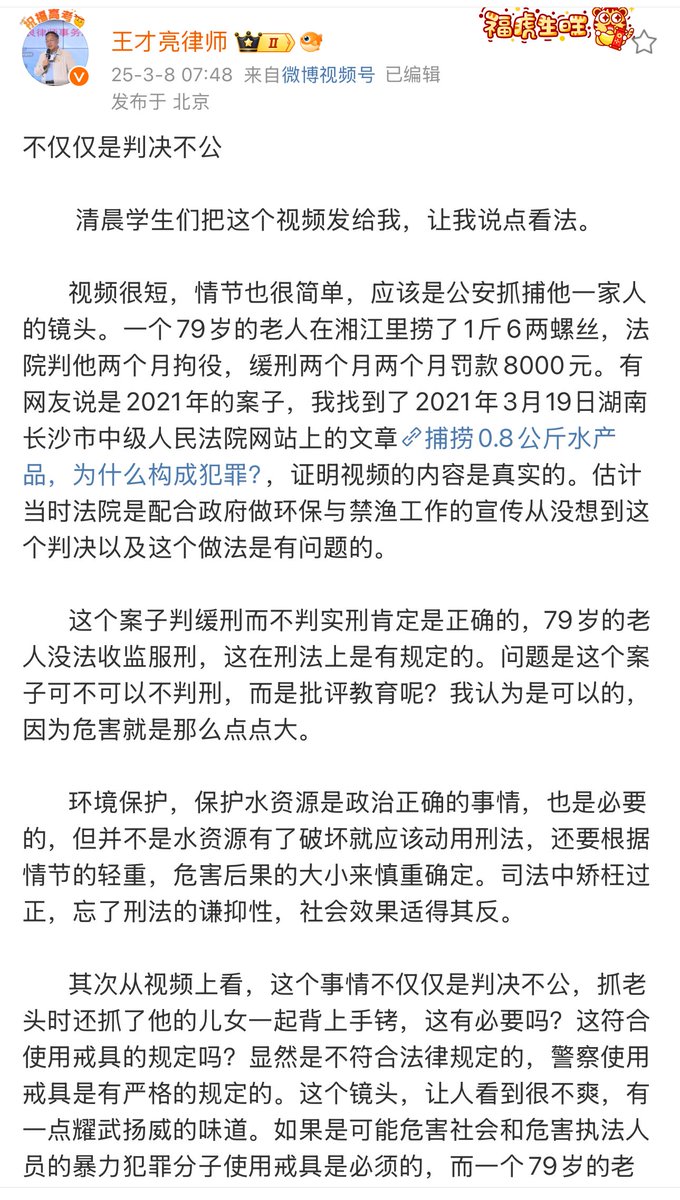 祝福高考
良律师事务
王才亮律师 II
福虎生旺
V
25-3-8 07:48 来自微博视频号 已编辑
发布于 北京
不仅仅是判决不公
清晨学生们把这个视频发给我，让我说点看法。
视频很短，情节也很简单，应该是公安抓捕他一家人
的镜头。一个79岁的老人在湘江里捞了1斤6两螺丝，法
院判他两个月拘役，缓刑两个月两个月罚款8000元。有
网友说是2021年的案子，我找到了2021年3月19日湖南
长沙市中级人民法院网站上的文章捕捞0.8公斤水产
品，为什么构成犯罪?，证明视频的内容是真实的。估计
当时法院是配合政府做环保与禁渔工作的宣传从没想到这
个判决以及这个做法是有问题的。
这个案子判缓刑而不判实刑肯定是正确的，79岁的老
人没法收监服刑，这在刑法上是有规定的。问题是这个案
子可不可以不判刑，而是批评教育呢？我认为是可以的，
因为危害就是那么点点大。
环境保护，保护水资源是政治正确的事情，也是必要
的，但并不是水资源有了破坏就应该动用刑法，还要根据
情节的轻重，危害后果的大小来慎重确定。司法中矫枉过
正，忘了刑法的谦抑性，社会效果适得其反。
其次从视频上看，这个事情不仅仅是判决不公，抓老
头时还抓了他的儿女一起背上手铐，这有必要吗？这符合
使用戒具的规定吗？显然是不符合法律规定的，警察使用
戒具是有严格的规定的。这个镜头，让人看到很不爽，有
一点耀武扬威的味道。如果是可能危害社会和危害执法人
员的暴力犯罪分子使用戒具是必须的，而一个79岁的老